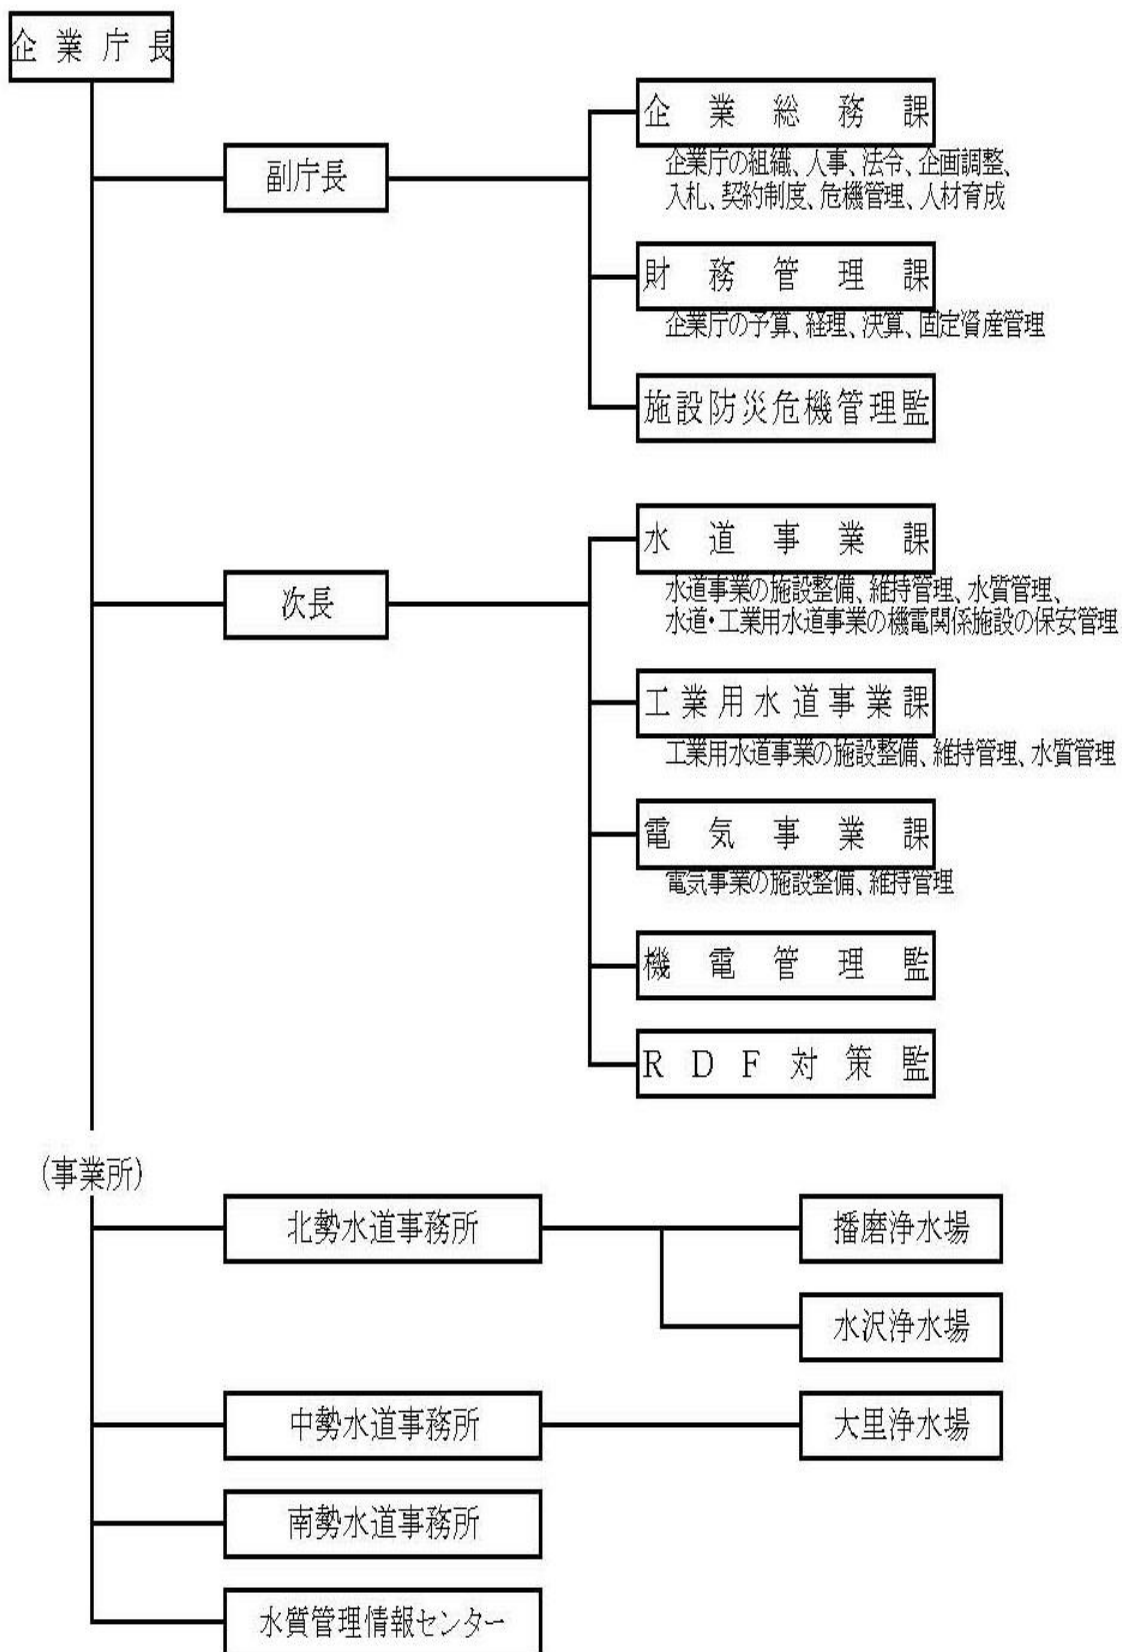 企業庁長
副庁長
企業総務課
企業庁の組織、人事、法令、企画調整、
入札、契約制度、危機管理、人材育成
財務管理課
企業庁の予算、経理、決算、固定資産管理
施設防災危機管理監
次長
水道事業課
水道事業の施設整備、維持管理、水質管理、
水道・工業用水道事業の機電関係施設の保安管理
工業用水道事業課
工業用水道事業の施設整備、維持管理、水質管理
電気事業課
電気事業の施設整備、維持管理
機電管理監
RDF対策監
(事業所)
北勢水道事務所
播磨浄水場
水沢浄水場
中勢水道事務所
大里浄水場
南勢水道事務所
水質管理情報センター